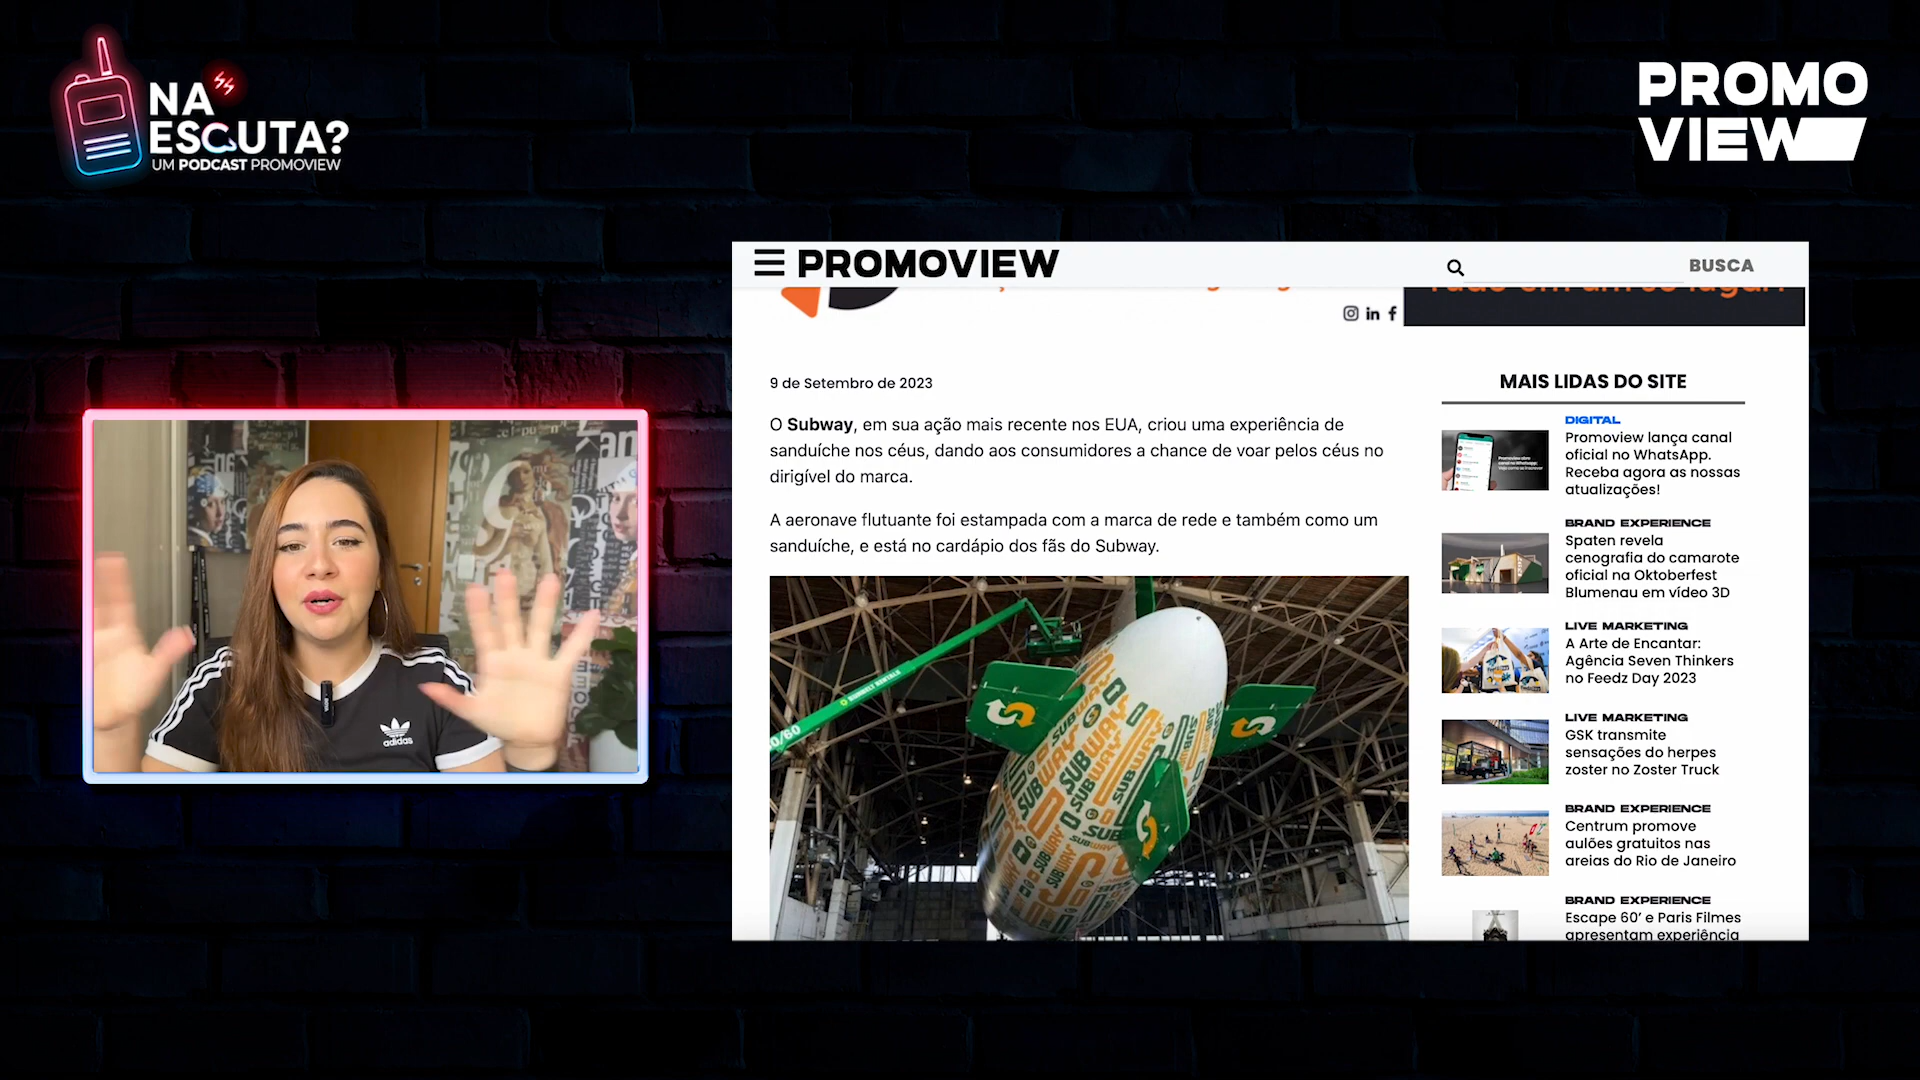 NA
ESCUTA?
UM PODCAST PROMOVIEW
PROMO
VIEW
PROMOVIEW
BUSCA
9 de Setembro de 2023
O Subway, em sua ação mais recente nos EUA, criou uma experiência de
sanduíche nos céus, dando aos consumidores a chance de voar pelos céus no
dirigível do marca.
A aeronave flutuante foi estampada com a marca de rede e também como um
sanduíche, e está no cardápio dos fãs do Subway.
MAIS LIDAS DO SITE
DIGITAL
Promoview lança canal
oficial no WhatsApp.
Receba agora as nossas
atualizações!
BRAND EXPERIENCE
Spaten revela
cenografia do camarote
oficial na Oktoberfest
Blumenau em vídeo 3D
LIVE MARKETING
A Arte de Encantar:
Agência Seven Thinkers
no Feedz Day 2023
LIVE MARKETING
GSK transmite
sensações do herpes
zoster no Zoster Truck
BRAND EXPERIENCE
Centrum promove
aulões gratuitos nas
areias do Rio de Janeiro
BRAND EXPERIENCE
Escape 60' e Paris Filmes
apresentam experiência
adidas
SUBWAY
SUBWAY
SUBWAY